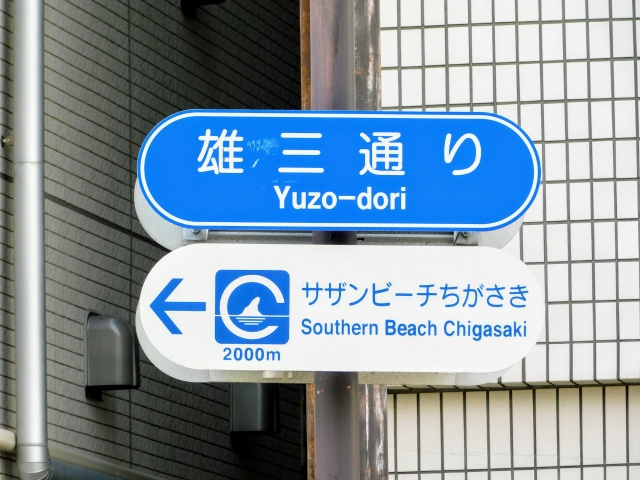 雄三通り
Yuzo-dori
サザンビーチちがさき
Southern Beach Chigasaki
2000m